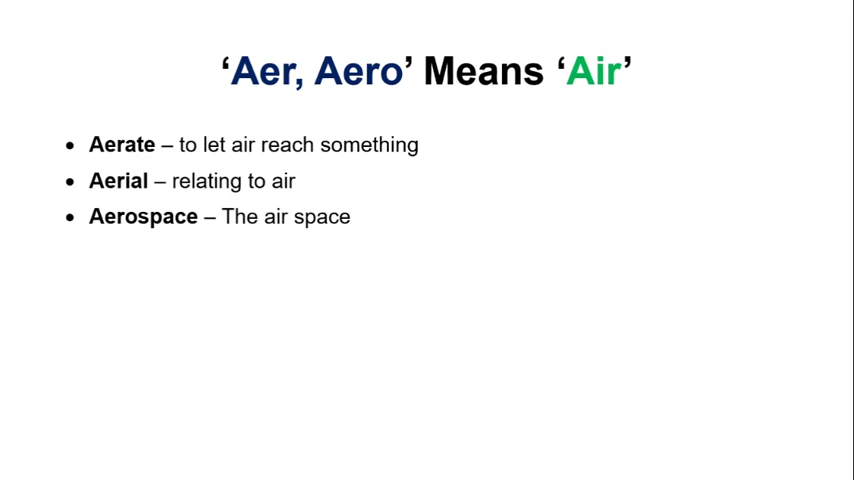 ‘Aer, Aero’ Means ‘Air’
• Aerate – to let air reach something
• Aerial – relating to air
• Aerospace – The air space